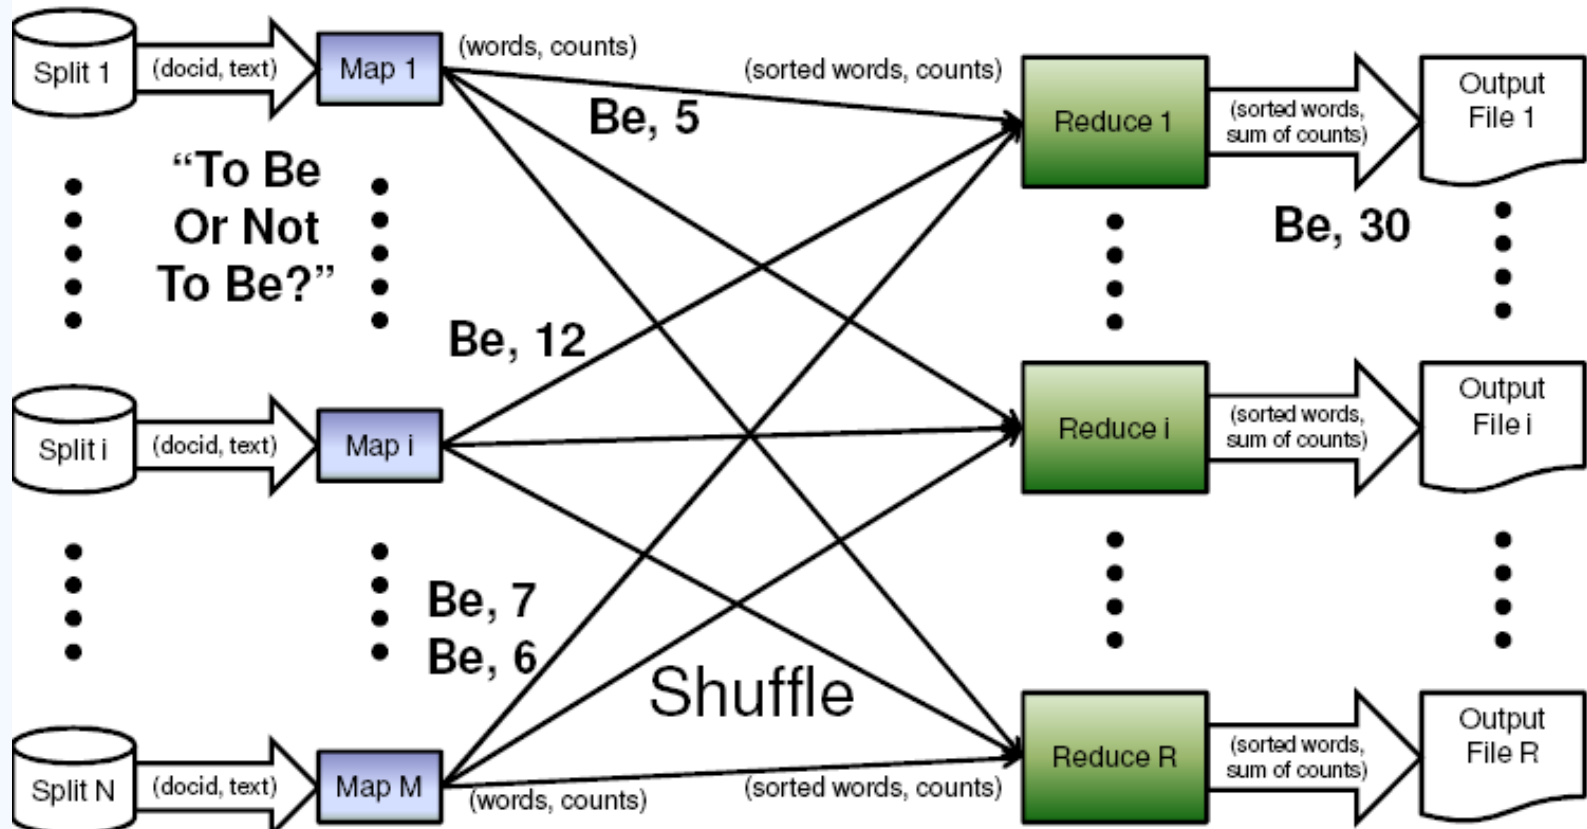 Split 1
(docid, text)
Map 1
(words, counts)
(sorted words, counts)
Be, 5
Reduce 1
(sorted words,
sum of counts)
Output
File 1
“To Be
Or Not
To Be?”
Be, 30
Be, 12
Split i
(docid, text)
Map i
Reduce i
(sorted words,
sum of counts)
Output
File i
Be, 7
Be, 6
Shuffle
Split N
(docid, text)
Map M
(words, counts)
(sorted words, counts)
Reduce R
(sorted words,
sum of counts)
Output
File R